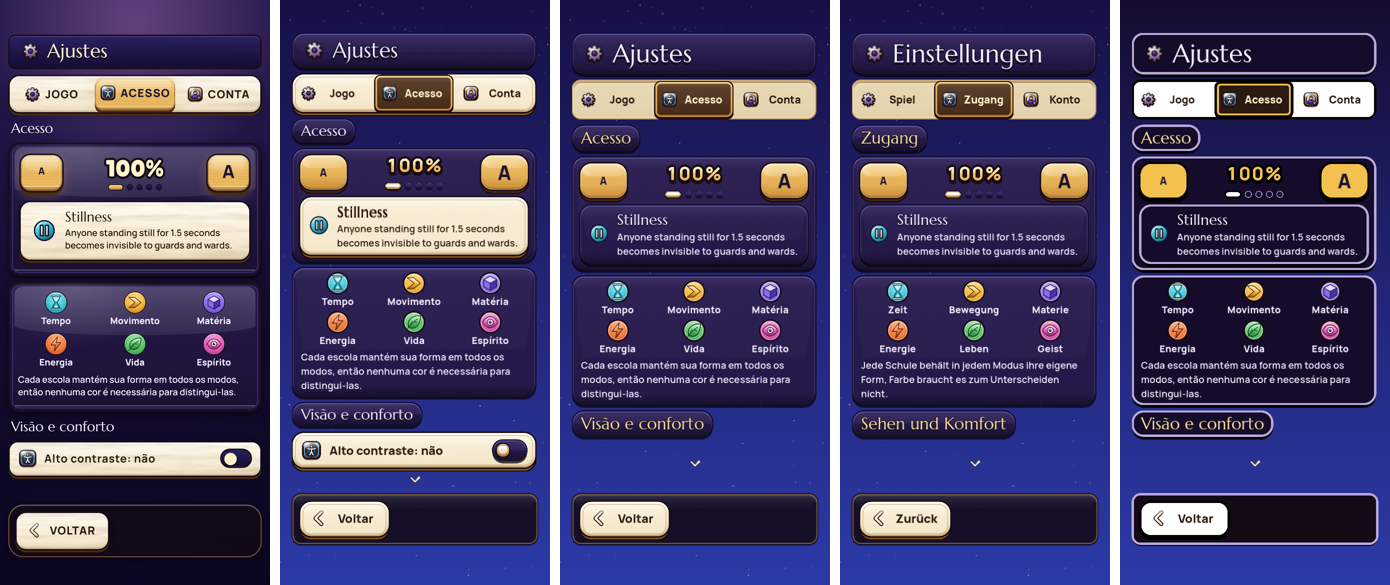 Ajustes
JOGO
ACESSO
CONTA
Acesso
A
100%
A
Stillness
Anyone standing still for 1.5 seconds
becomes invisible to guards and wards.
Tempo
Movimento
Matéria
Energia
Vida
Espírito
Cada escola mantém sua forma em todos os modos,
então nenhuma cor é necessária para distingui-las.
Visão e conforto
Alto contraste: não
VOLTAR
Ajustes
Jogo
Acesso
Conta
Acesso
A
100%
A
Stillness
Anyone standing still for 1.5 seconds
becomes invisible to guards and wards.
Tempo
Movimento
Matéria
Energia
Vida
Espírito
Cada escola mantém sua forma em todos os
modos, então nenhuma cor é necessária para
distingui-las.
Visão e conforto
Alto contraste: não
Voltar
Ajustes
Jogo
Acesso
Conta
Acesso
A
100%
A
Stillness
Anyone standing still for 1.5 seconds
becomes invisible to guards and wards.
Tempo
Movimento
Matéria
Energia
Vida
Espírito
Cada escola mantém sua forma em todos os
modos, então nenhuma cor é necessária para
distingui-las.
Visão e conforto
Voltar
Einstellungen
Spiel
Zugang
Konto
Zugang
A
100%
A
Stillness
Anyone standing still for 1.5 seconds
becomes invisible to guards and wards.
Zeit
Bewegung
Materie
Energie
Leben
Geist
Jede Schule behält in jedem Modus ihre eigene
Form, Farbe braucht es zum Unterscheiden
nicht.
Sehen und Komfort
Zurück
Ajustes
Jogo
Acesso
Conta
Acesso
A
100%
A
Stillness
Anyone standing still for 1.5 seconds
becomes invisible to guards and wards.
Tempo
Movimento
Matéria
Energia
Vida
Espírito
Cada escola mantém sua forma em todos os
modos, então nenhuma cor é necessária para
distingui-las.
Visão e conforto
Voltar